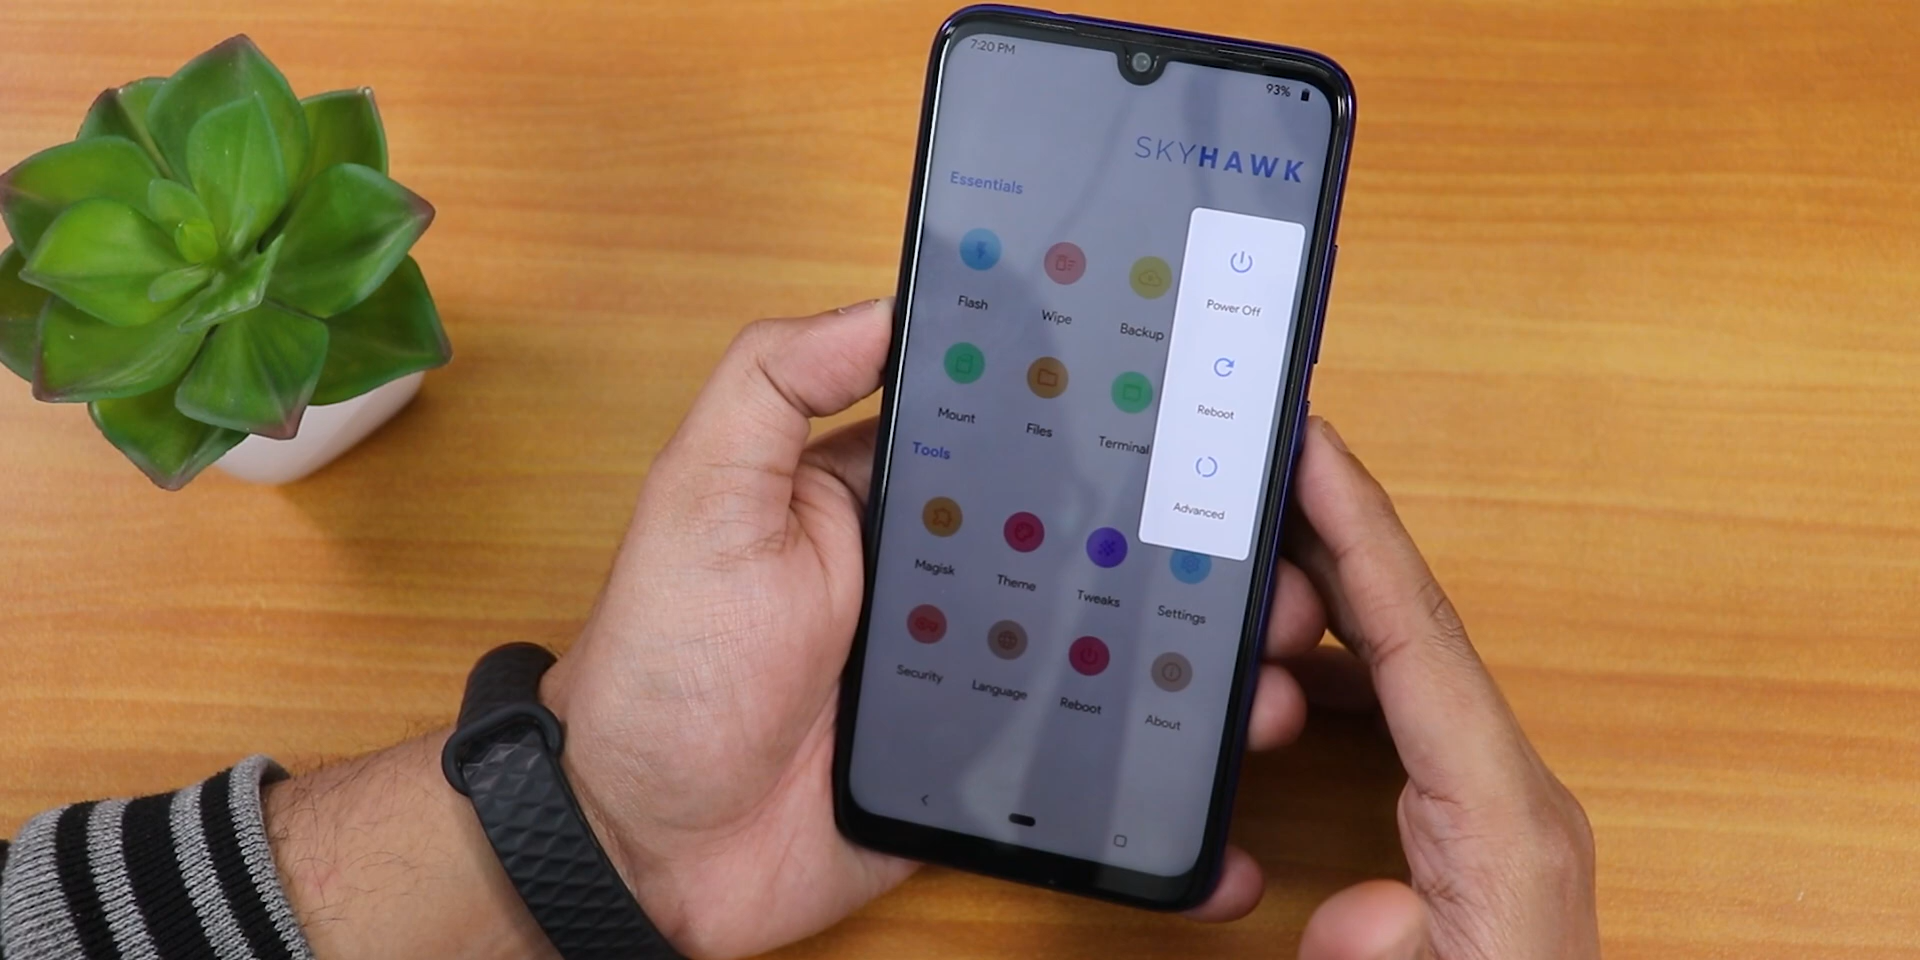 7:20 PM
93%
SKYHAWK
Essentials
Flash
Wipe
Backup
Mount
Files
Terminal
Power Off
Reboot
Advanced
Tools
Magisk
Theme
Tweaks
Settings
Security
Language
Reboot
About